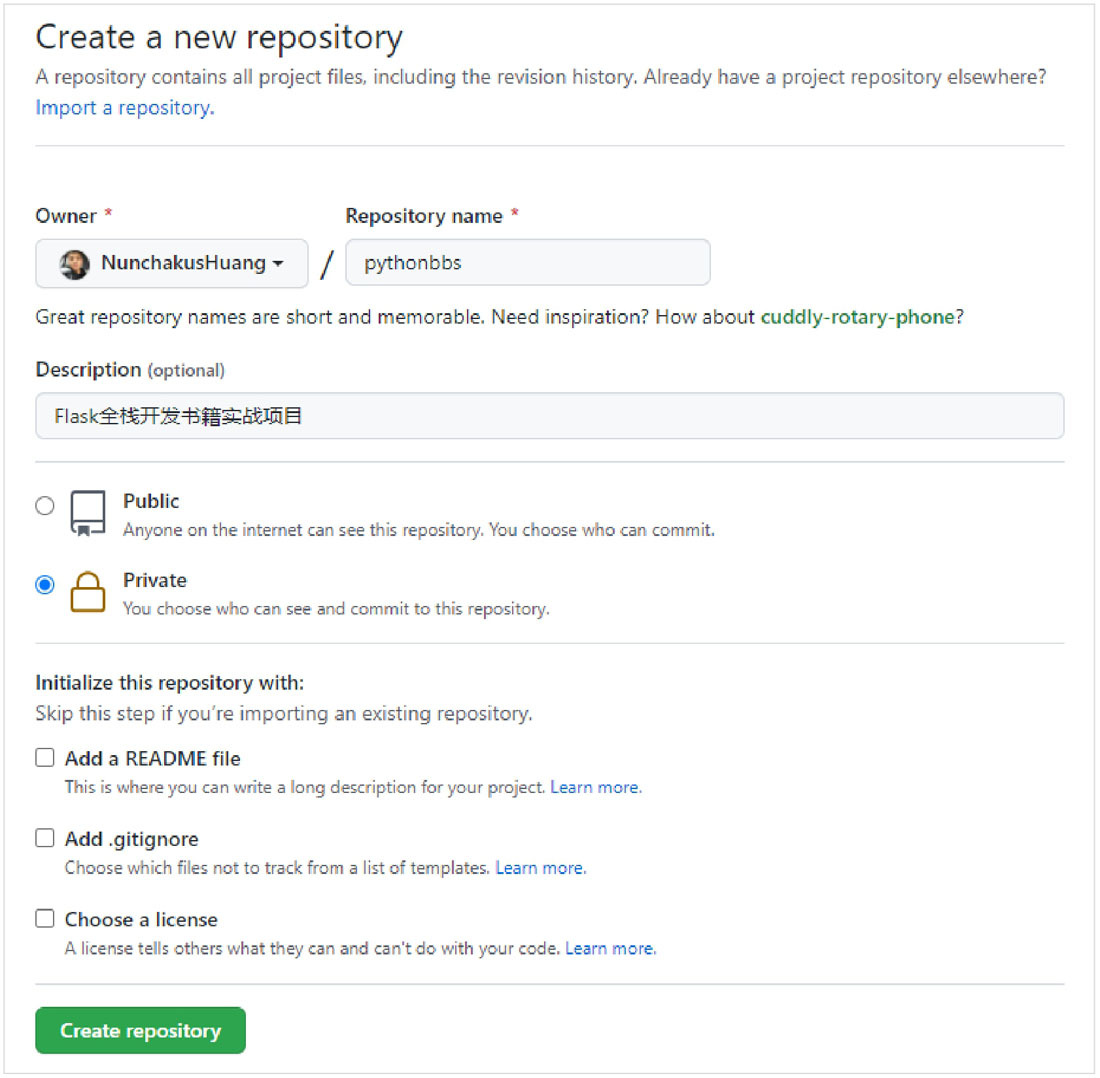 Create a new repository
A repository contains all project files, including the revision history. Already have a project repository elsewhere?
Import a repository.
Owner *
Repository name *
NunchakusHuang
/
pythonbbs
Great repository names are short and memorable. Need inspiration? How about cuddly-rotary-phone?
Description (optional)
Flask全栈开发书籍实战项目
Public
Anyone on the internet can see this repository. You choose who can commit.
Private
You choose who can see and commit to this repository.
Initialize this repository with:
Skip this step if you're importing an existing repository.
Add a README file
This is where you can write a long description for your project. Learn more.
Add .gitignore
Choose which files not to track from a list of templates. Learn more.
Choose a license
A license tells others what they can and can't do with your code. Learn more.
Create repository